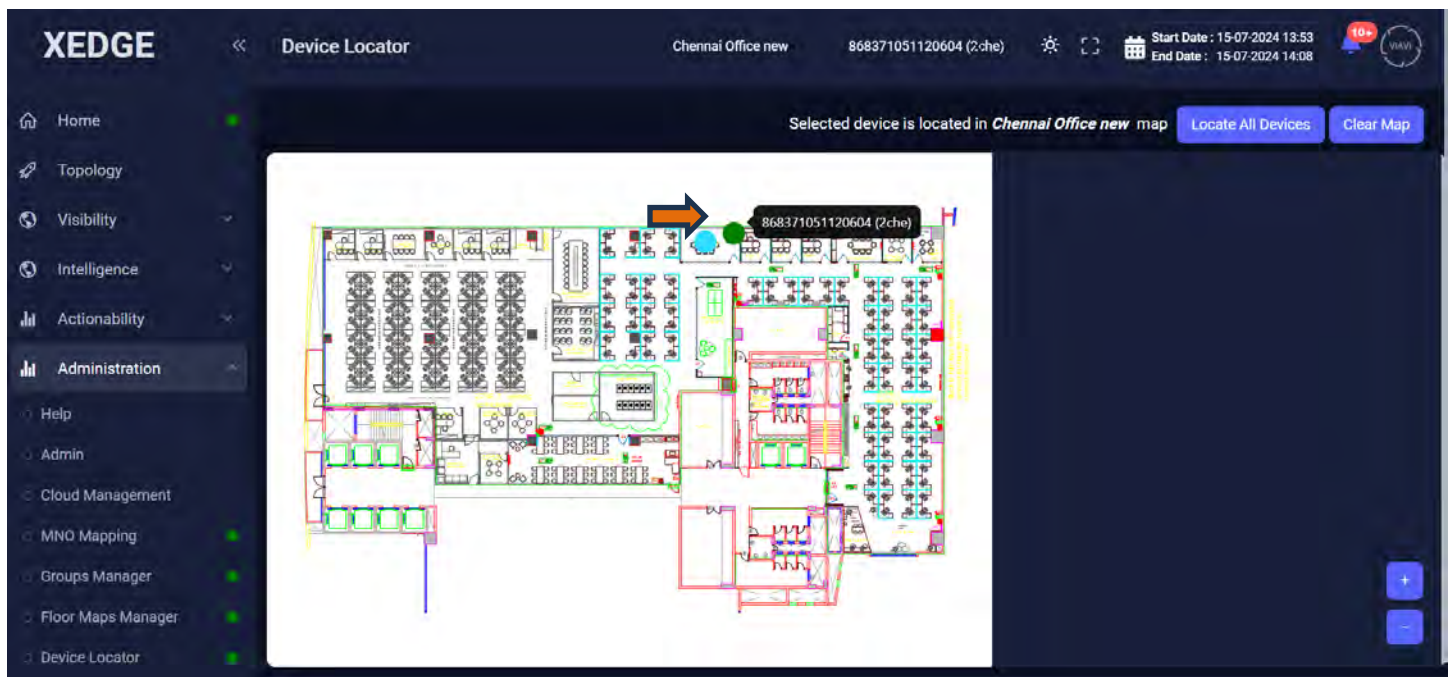 XEDGE
«
Device Locator
Chennai Office new
868371051120604 (2che)
Start Date : 15-07-2024 13:53
End Date : 15-07-2024 14:08
10+
VIAVI
Home
Topology
Visibility
Intelligence
Actionability
Administration
Help
Admin
Cloud Management
MNO Mapping
Groups Manager
Floor Maps Manager
Device Locator
Selected device is located in Chennai Office new map
Locate All Devices
Clear Map
868371051120604 (2che)
+
-